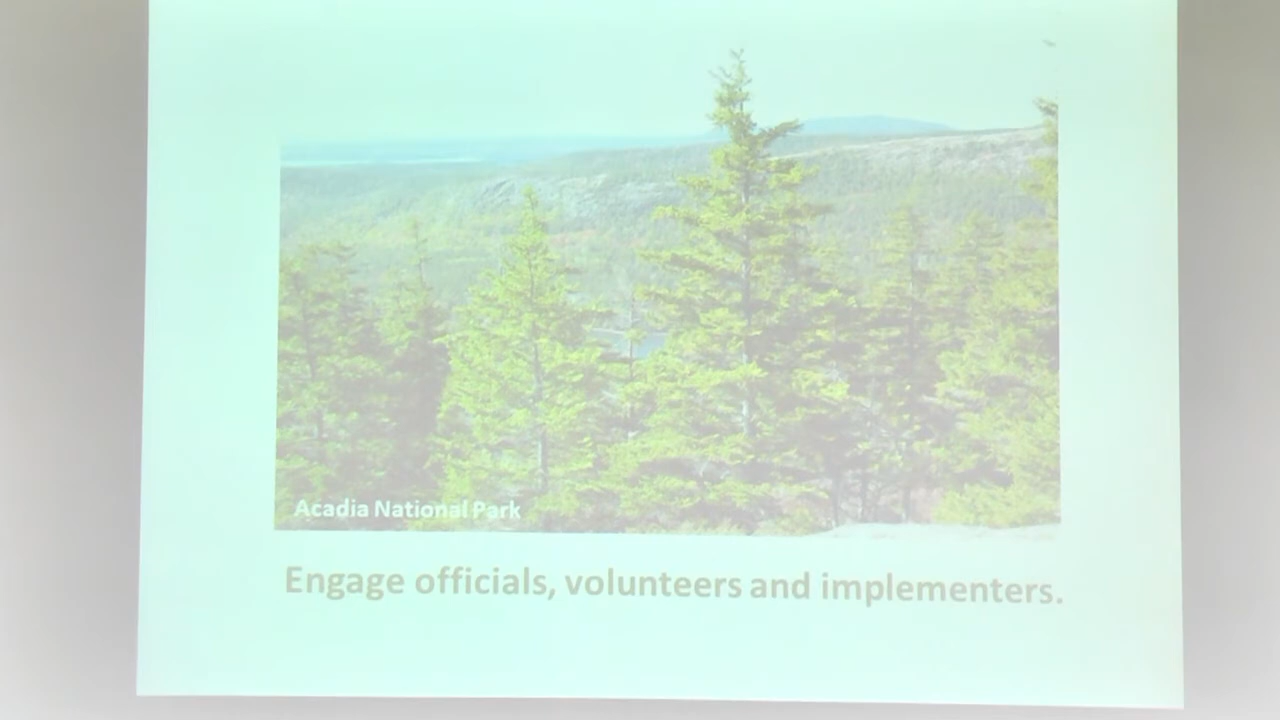 Acadia National Park
Engage officials, volunteers and implementers.